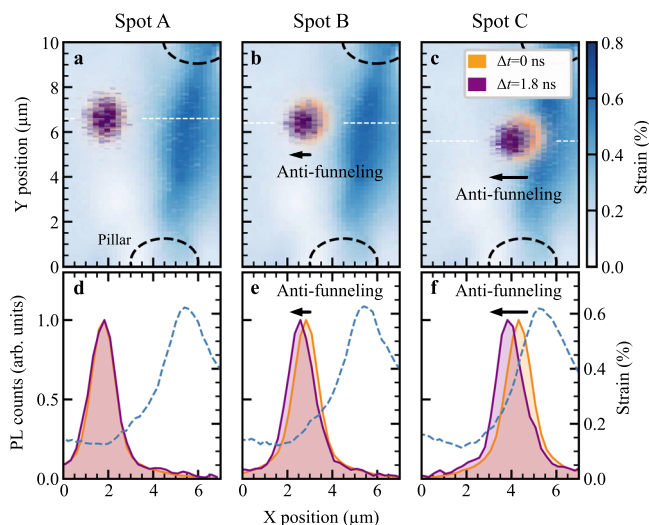 Spot A Spot B Spot C
10
8
6
4
2
0
Y position (µm)
a
Pillar
b
Anti-funneling
c
Δt=0 ns
Δt=1.8 ns
Anti-funneling
0.8
0.6
0.4
0.2
0.0
Strain (%)
1.0
0.5
0.0
PL counts (arb. units)
d
e
Anti-funneling
f
Anti-funneling
0.6
0.4
0.2
0.0
Strain (%)
0 2 4 6
0 2 4 6
0 2 4 6
X position (µm)